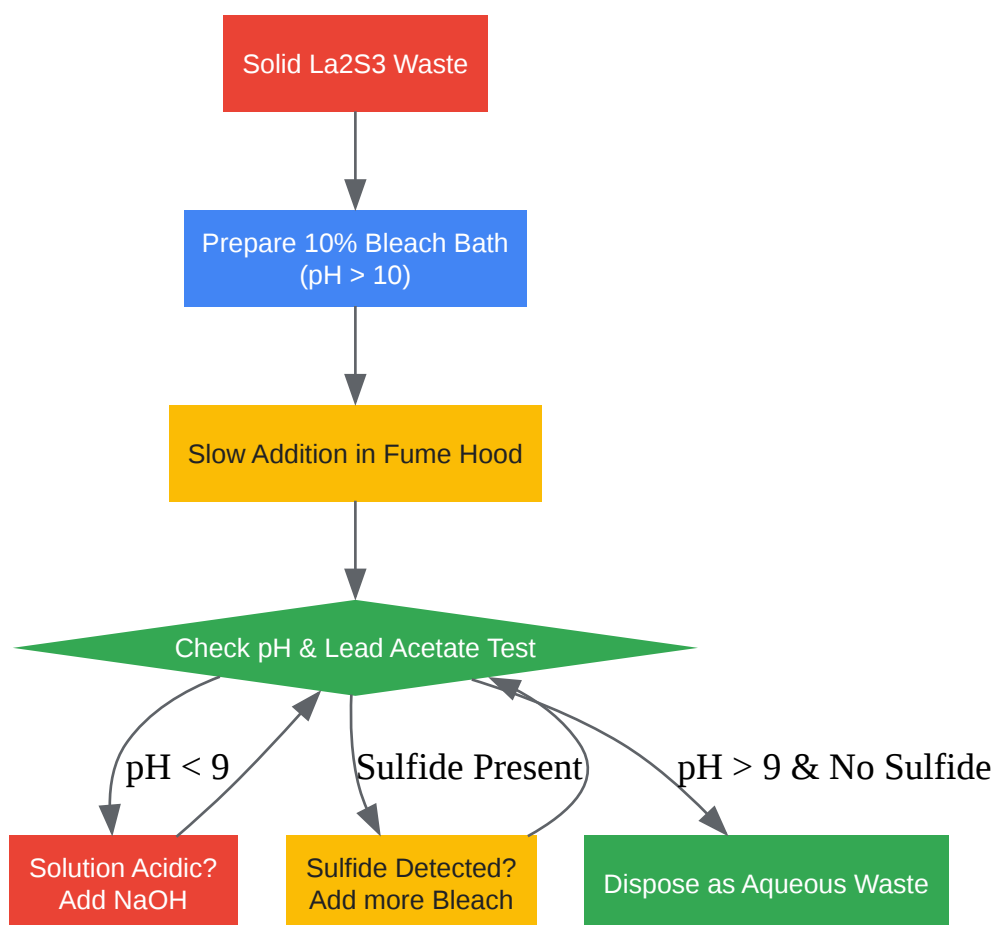 Solid La2S3 Waste
Prepare 10% Bleach Bath
(pH > 10)
Slow Addition in Fume Hood
Check pH & Lead Acetate Test
pH < 9
Sulfide Present
pH > 9 & No Sulfide
Solution Acidic?
Add NaOH
Sulfide Detected?
Add more Bleach
Dispose as Aqueous Waste